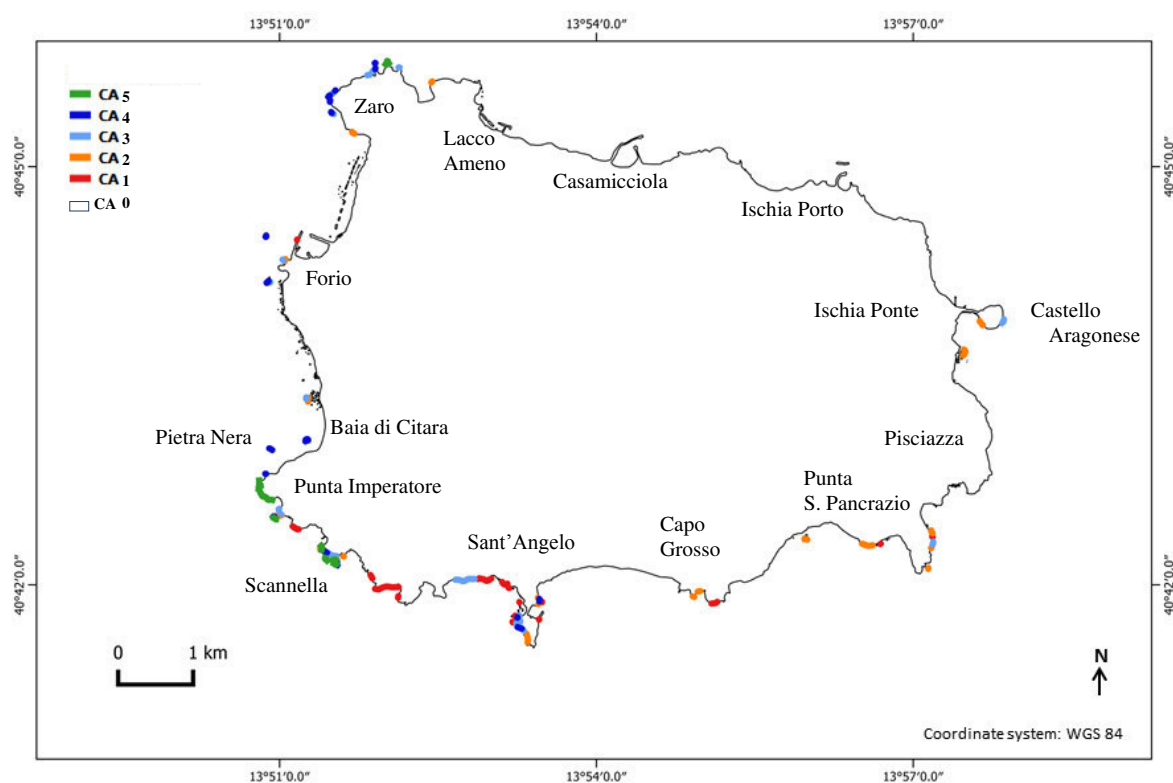 13°51'0.0" 13°54'0.0" 13°57'0.0"
CA 5
CA 4
CA 3
CA 2
CA 1
CA 0
40°45'0.0"
40°45'0.0"
Zaro
Lacco
Ameno
Casamicciola
Ischia Porto
Forio
Ischia Ponte
Castello
Aragonese
Pietra Nera
Baia di Citara
Pisciazza
Punta Imperatore
Punta
S. Pancrazio
Capo
Grosso
Sant'Angelo
Scannella
40°42'0.0"
40°42'0.0"
0 1 km
N
Coordinate system: WGS 84
13°51'0.0" 13°54'0.0" 13°57'0.0"